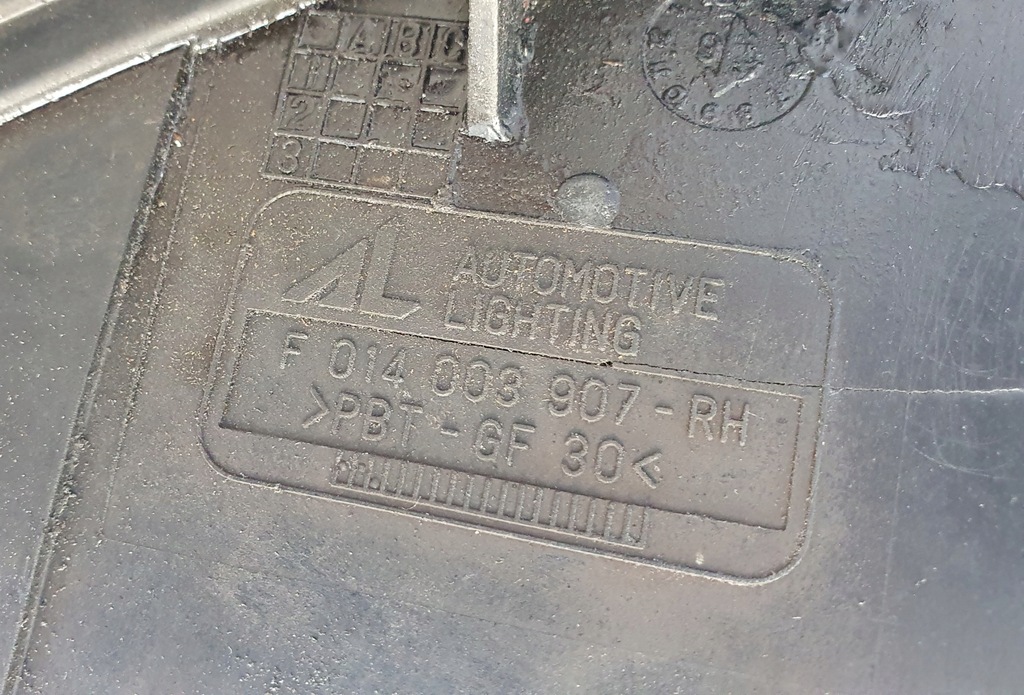 A B C
1
2
3
AL AUTOMOTIVE
LIGHTING
F 014 003 907-RH
>PBT-GF 30<